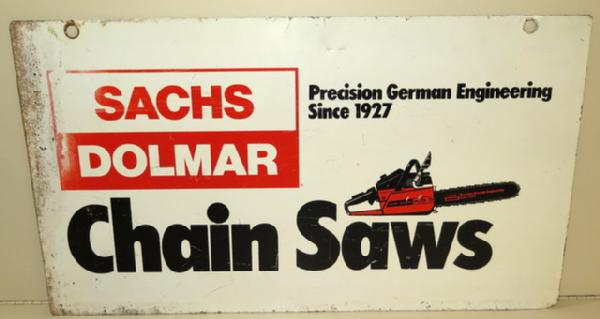 SACHS
DOLMAR
Precision German Engineering
Since 1927
Chain Saws